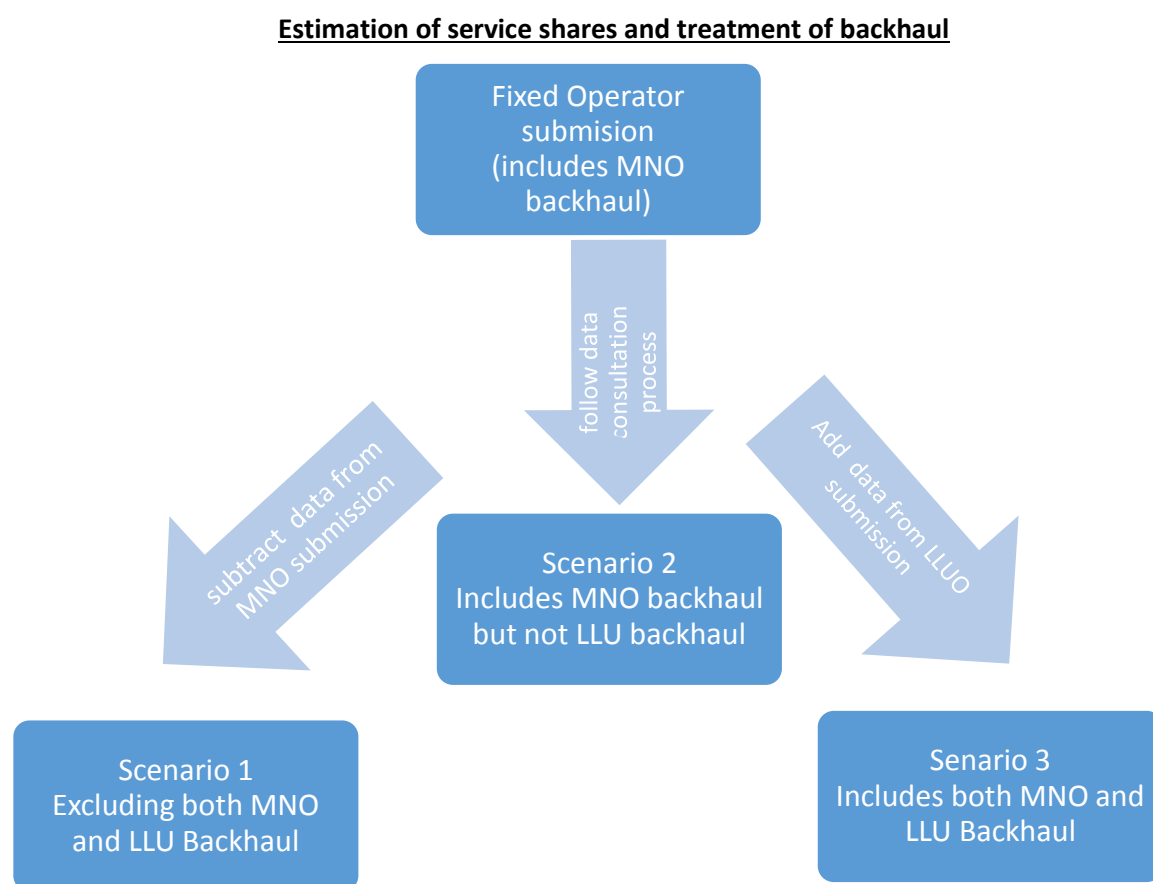 Estimation of service shares and treatment of backhaul
Fixed Operator
submision
(includes MNO
backhaul)
follow data
consultation
process
subtract data from
MNO submission
Add data from LLUO
submission
Scenario 2
Includes MNO backhaul
but not LLU backhaul
Scenario 1
Excluding both MNO
and LLU Backhaul
Senario 3
Includes both MNO and
LLU Backhaul